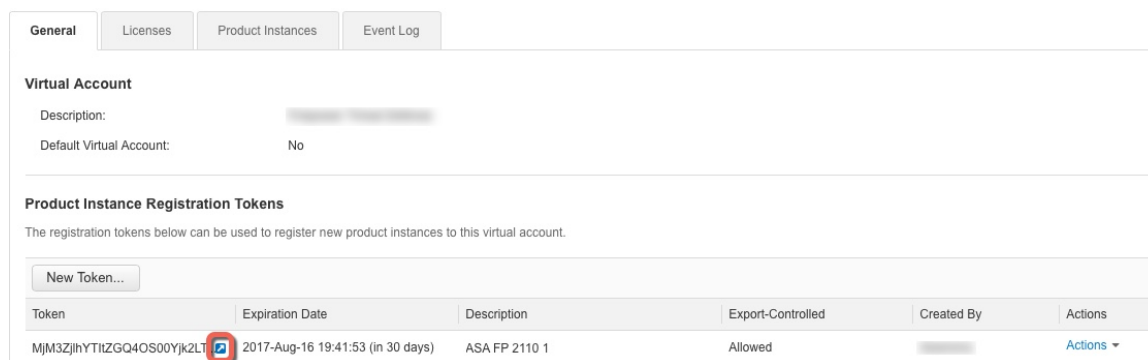 General Licenses Product Instances Event Log
Virtual Account
Description:
Default Virtual Account: No
Product Instance Registration Tokens
The registration tokens below can be used to register new product instances to this virtual account.
New Token...
Token Expiration Date Description Export-Controlled Created By Actions
MjM3ZjlhYTItZGQ4OS00Yjk2LT 2017-Aug-16 19:41:53 (in 30 days) ASA FP 2110 1 Allowed Actions